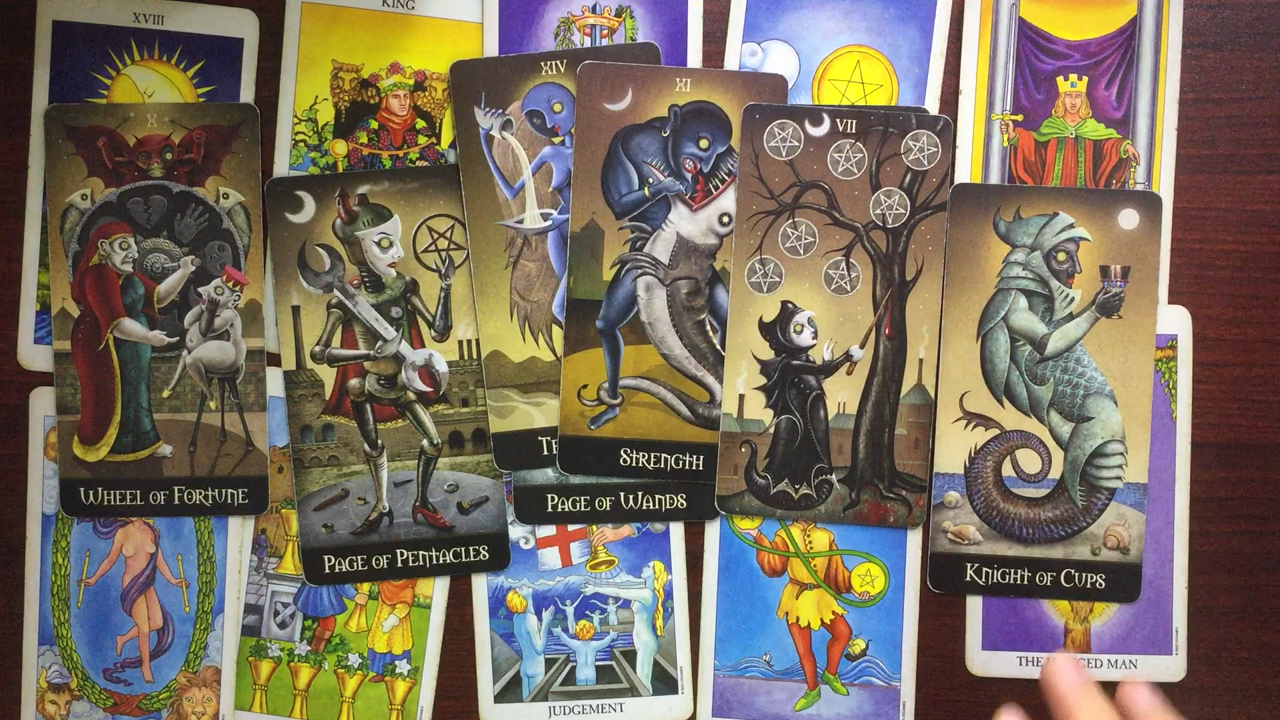 XVIII
KING
X
WHEEL OF FORTUNE
PAGE OF PENTACLES
XIV
XI
STRENGTH
PAGE OF WANDS
VII
KNIGHT OF CUPS
JUDGEMENT